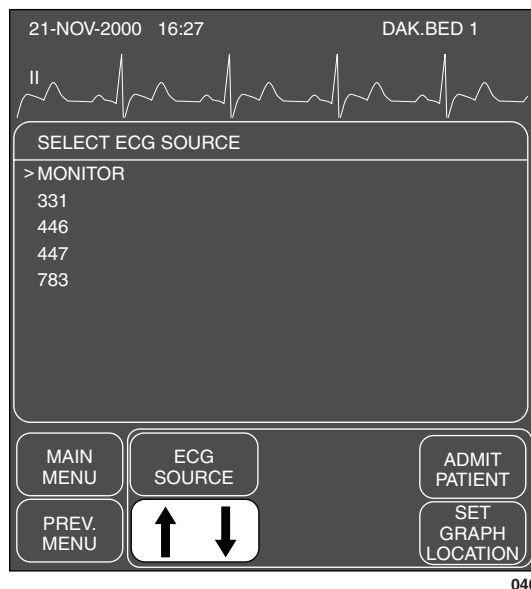 21-NOV-2000 16:27 DAK.BED 1
II
SELECT ECG SOURCE
>MONITOR
331
446
447
783
MAIN
MENU
ECG
SOURCE
ADMIT
PATIENT
PREV.
MENU
SET
GRAPH
LOCATION